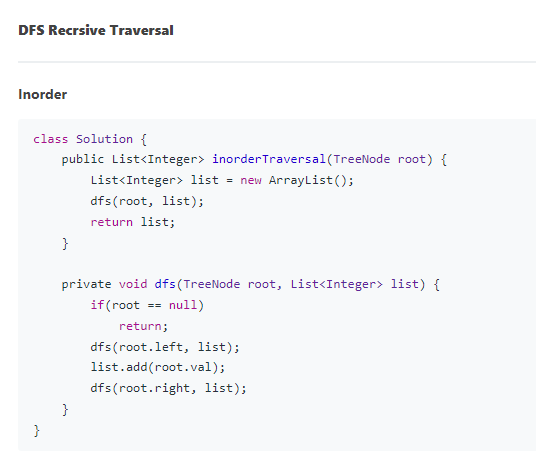 DFS Recrsive Traversal
Inorder
class Solution {
    public List<Integer> inorderTraversal(TreeNode root) {
        List<Integer> list = new ArrayList();
        dfs(root, list);
        return list;
    }

    private void dfs(TreeNode root, List<Integer> list) {
        if(root == null)
            return;
        dfs(root.left, list);
        list.add(root.val);
        dfs(root.right, list);
    }
}